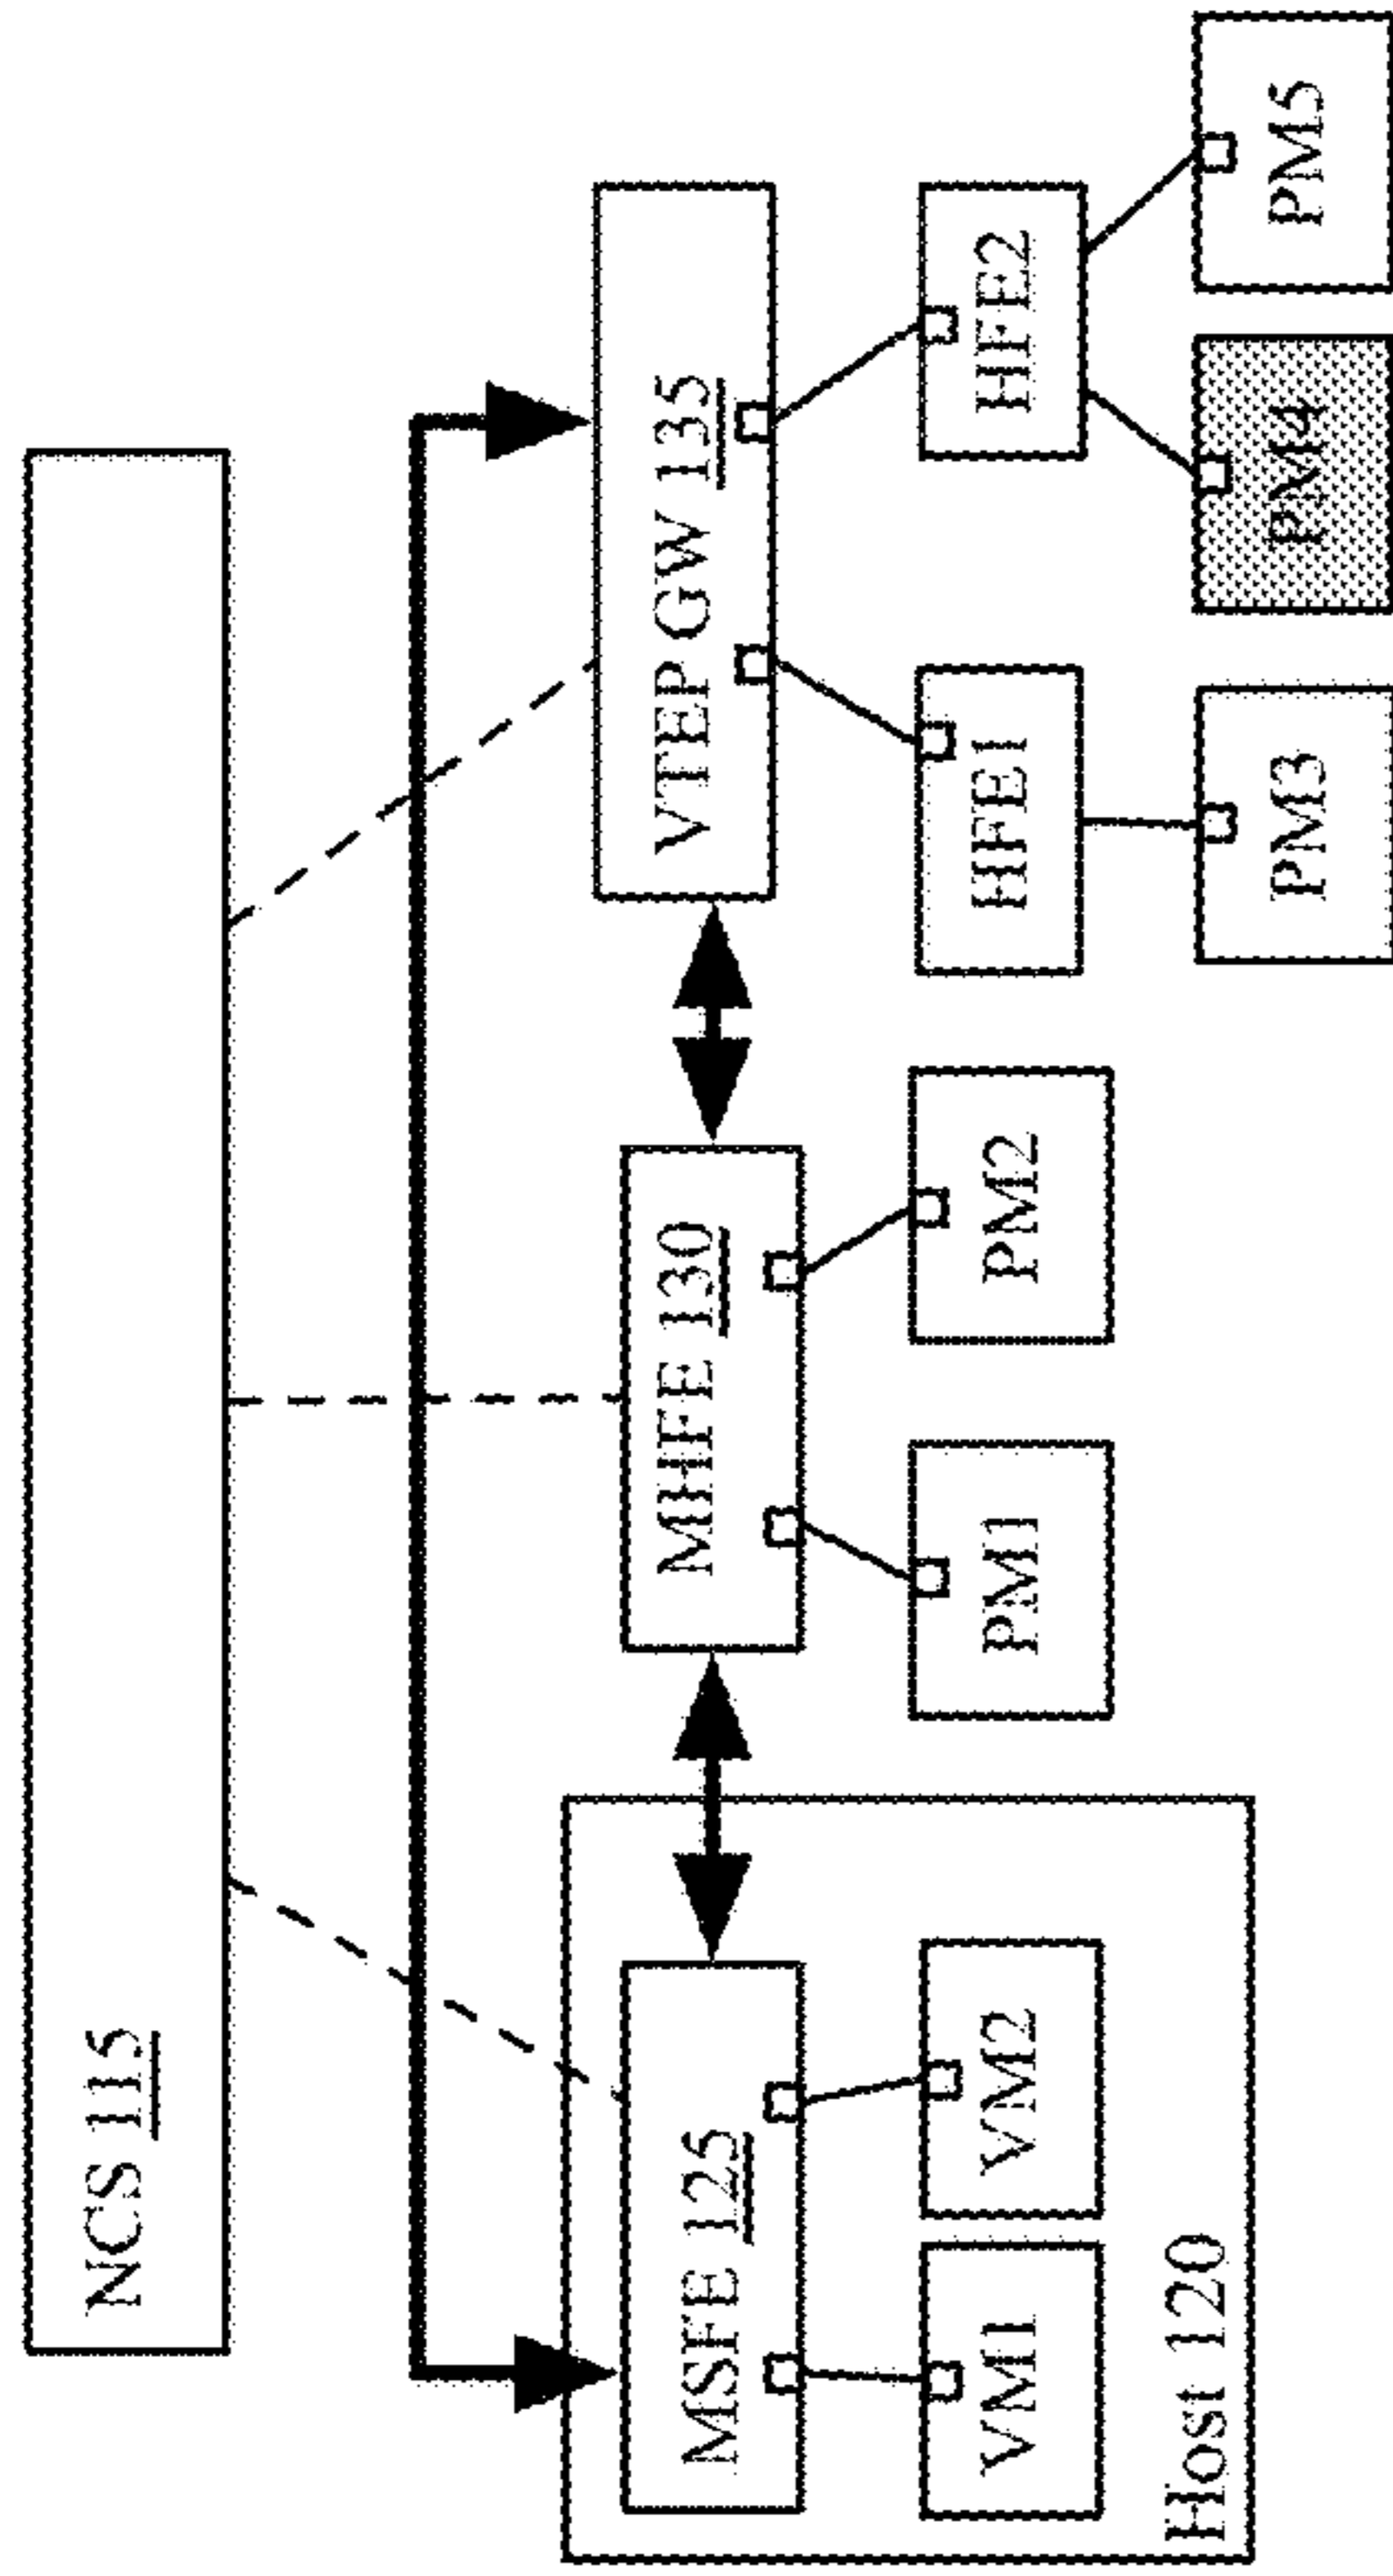 NCS 115
MSFE 125
MHFE 130
VTEP GW 135
VM1
VM2
PM1
PM2
HFE1
HFE2
Host 120
PM3
PM4
PM5